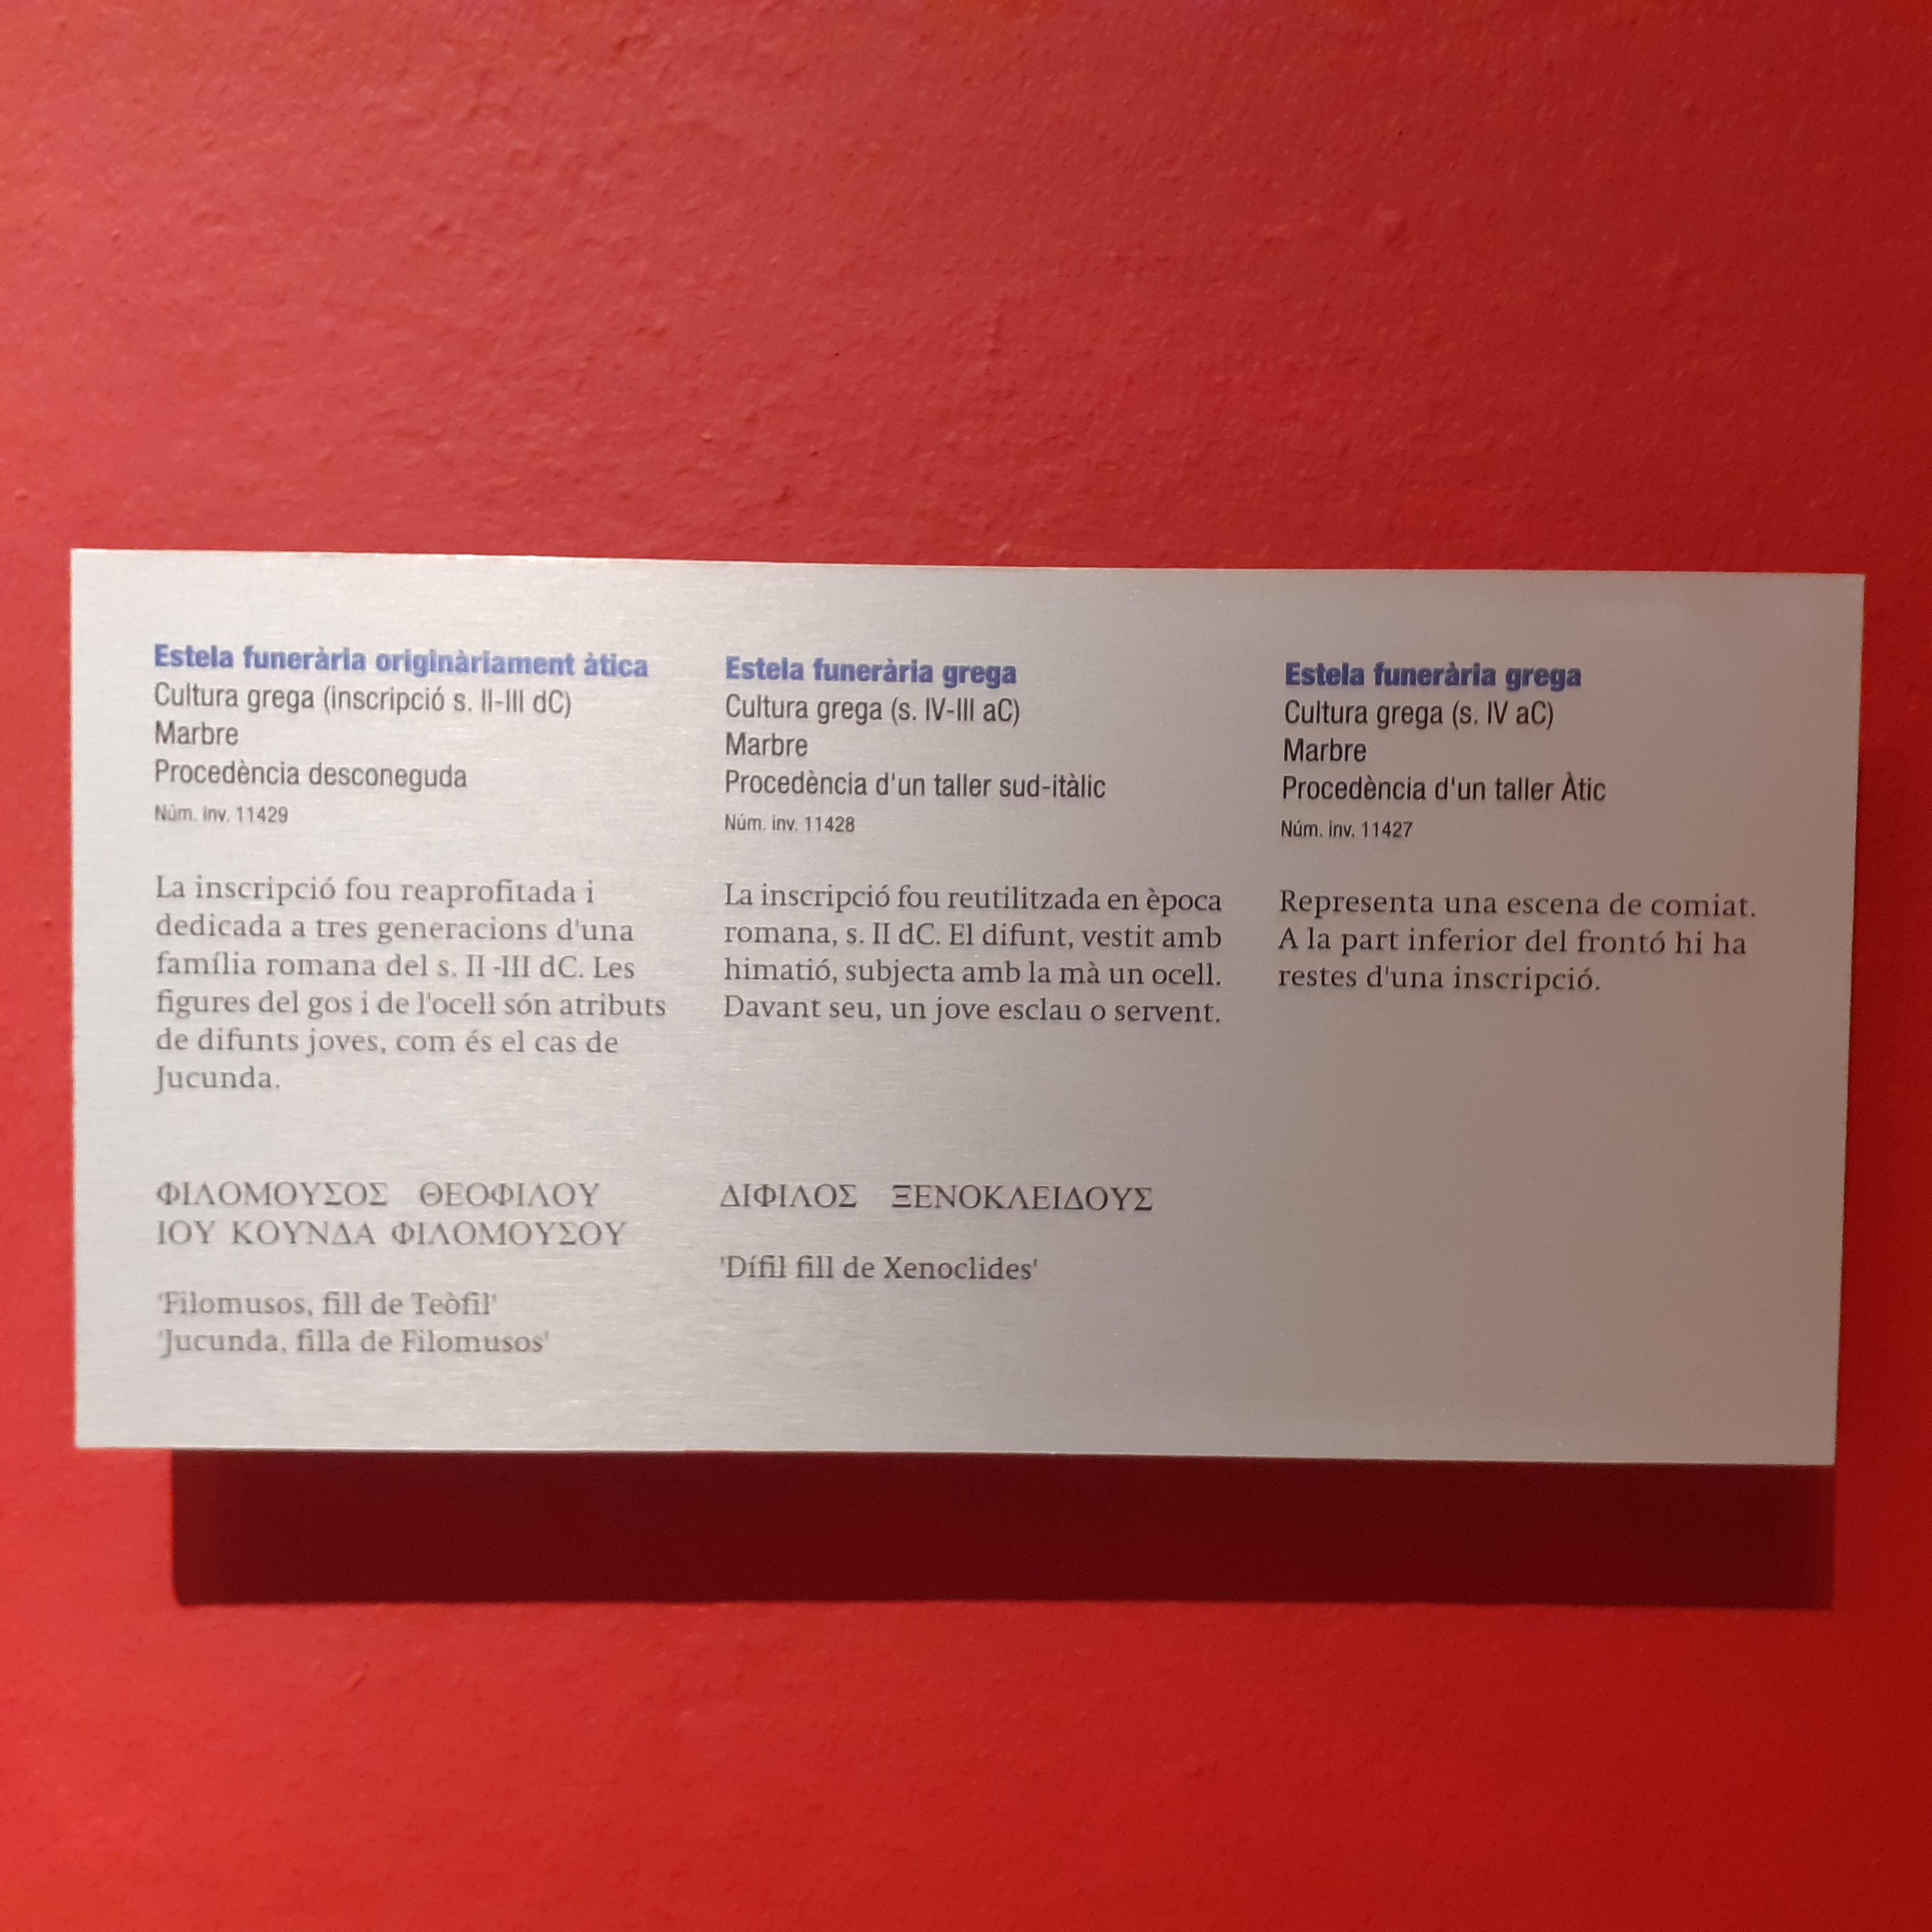 Estela funerària originàriament àtica
Cultura grega (inscripció s. II-III dC)
Marbre
Procedència desconeguda
Núm. inv. 11429
La inscripció fou reaprofitada i
dedicada a tres generacions d'una
família romana del s. II -III dC. Les
figures del gos i de l'ocell són atributs
de difunts joves, com és el cas de
Jucunda.
ΦΙΛΟΜΟΥΣΟΣ ΘΕΟΦΙΛΟΥ
ΙΟΥ ΚΟΥΝΔΑ ΦΙΛΟΜΟΥΣΟΥ
'Filomusos, fill de Teòfil'
'Jucunda, filla de Filomusos'
Estela funerària grega
Cultura grega (s. IV-III aC)
Marbre
Procedència d'un taller sud-itàlic
Núm. inv. 11428
La inscripció fou reutilitzada en època
romana, s. II dC. El difunt, vestit amb
himatió, subjecta amb la mà un ocell.
Davant seu, un jove esclau o servent.
ΔΙΦΙΛΟΣ ΞΕΝΟΚΛΕΙΔΟΥΣ
'Dífil fill de Xenoclides'
Estela funerària grega
Cultura grega (s. IV aC)
Marbre
Procedència d'un taller Àtic
Núm. inv. 11427
Representa una escena de comiat.
A la part inferior del frontó hi ha
restes d'una inscripció.